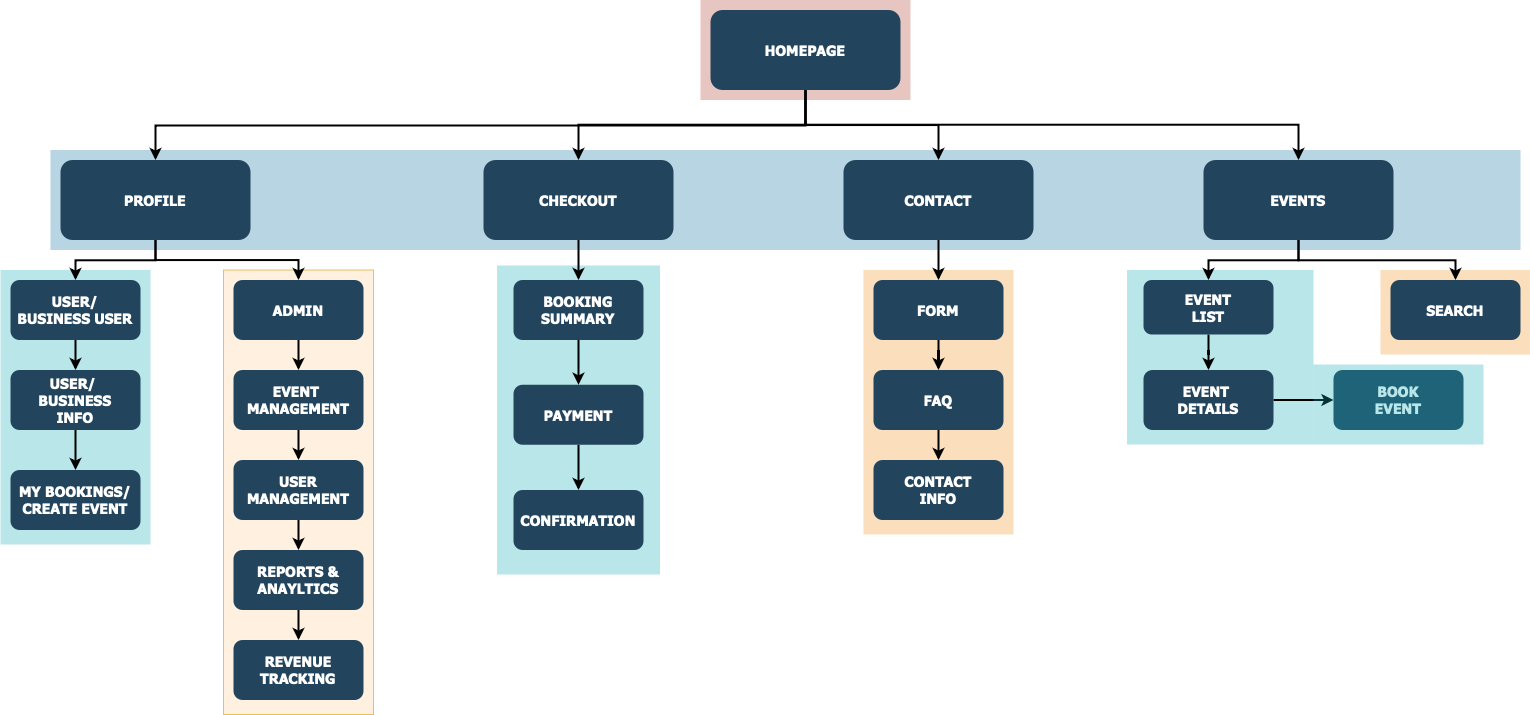 HOMEPAGE
PROFILE
CHECKOUT
CONTACT
EVENTS
USER/
BUSINESS USER
USER/
BUSINESS
INFO
MY BOOKINGS/
CREATE EVENT
ADMIN
EVENT
MANAGEMENT
USER
MANAGEMENT
REPORTS &
ANAYLTICS
REVENUE
TRACKING
BOOKING
SUMMARY
PAYMENT
CONFIRMATION
FORM
FAQ
CONTACT
INFO
EVENT
LIST
EVENT
DETAILS
BOOK
EVENT
SEARCH